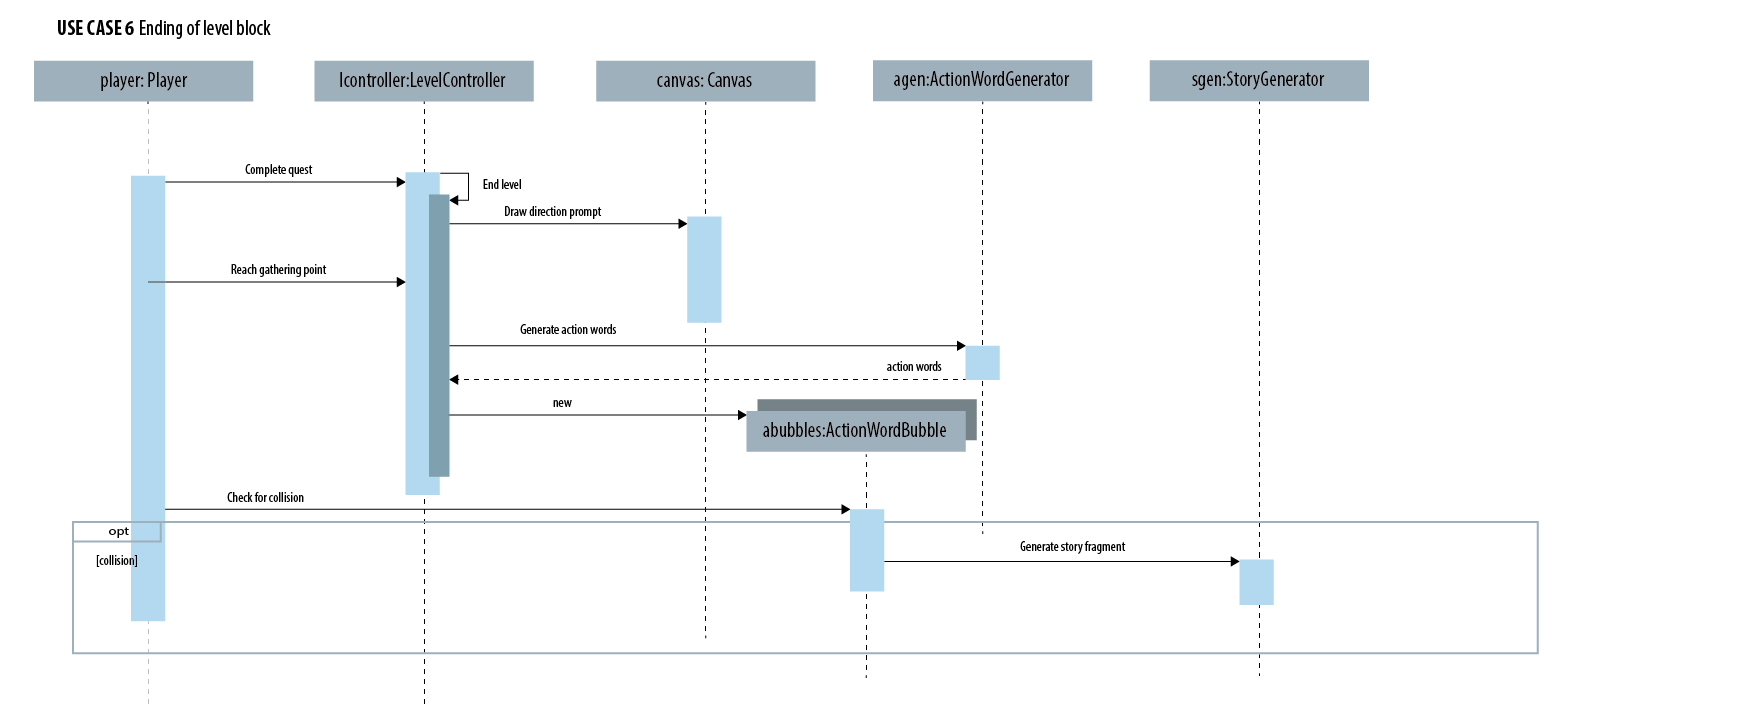 USE CASE 6 Ending of level block
player: Player
lcontroller:LevelController
canvas: Canvas
agen:ActionWordGenerator
sgen:StoryGenerator
Complete quest
End level
Draw direction prompt
Reach gathering point
Generate action words
action words
new
abubbles:ActionWordBubble
Check for collision
opt
[collision]
Generate story fragment